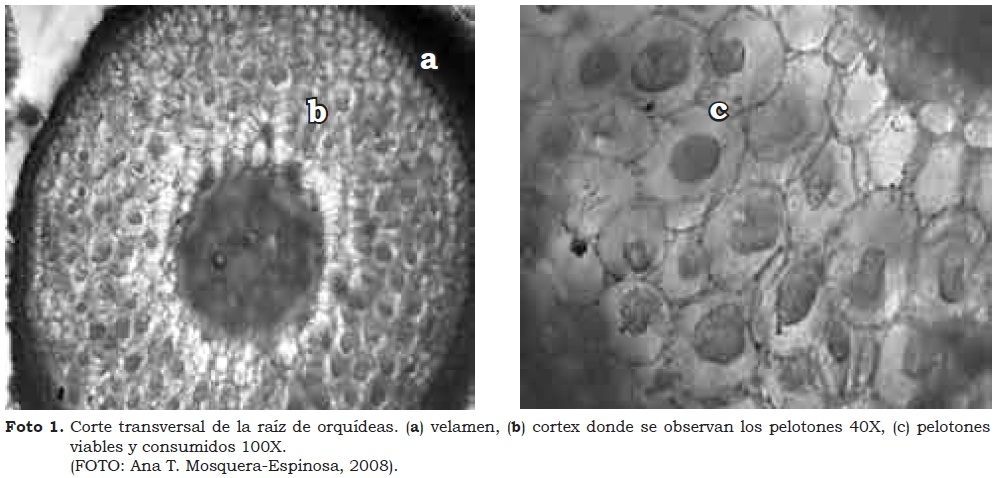 a
b
c
Foto 1. Corte transversal de la raíz de orquídeas. (a) velamen, (b) cortex donde se observan los pelotones 40X, (c) pelotones
viables y consumidos 100X.
(FOTO: Ana T. Mosquera-Espinosa, 2008).